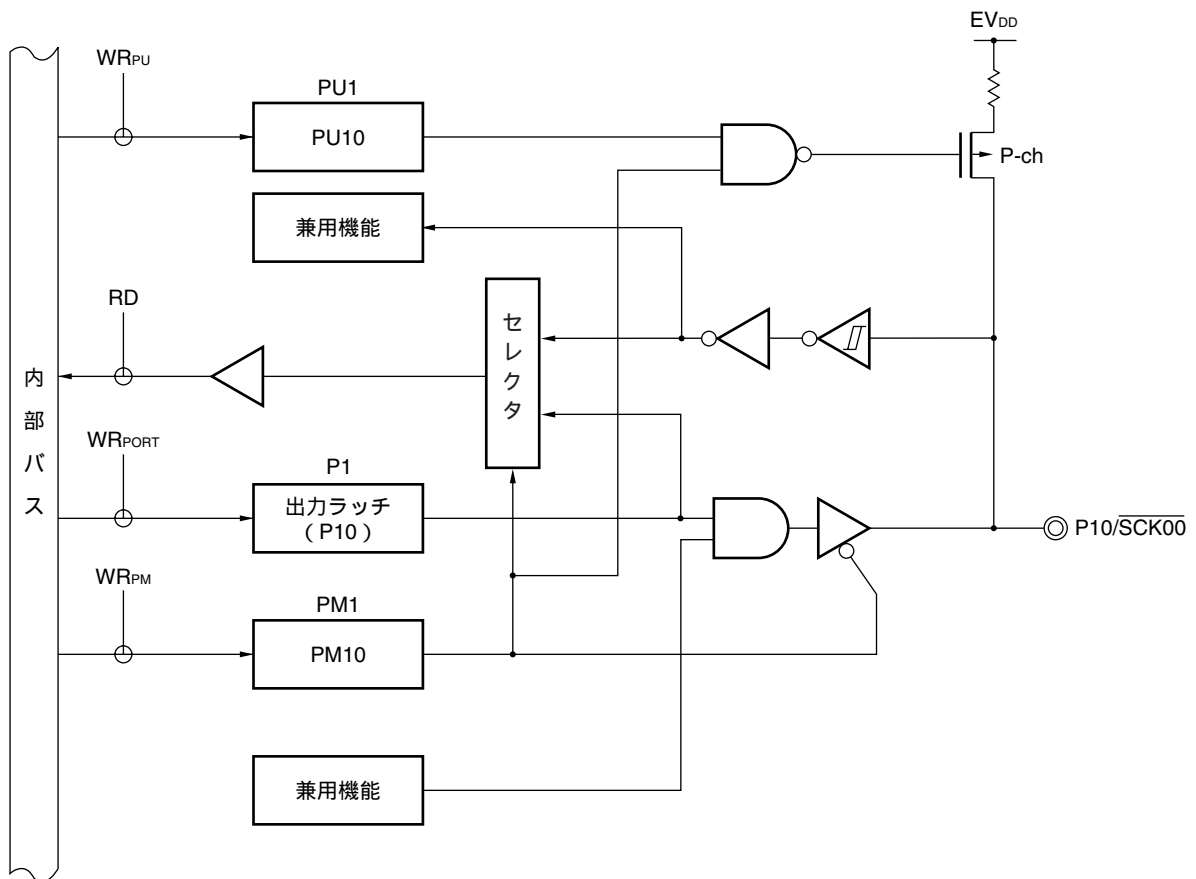 EVDD
WRPU
PU1
PU10
P-ch
兼用機能
RD
セレクタ
内部バス
WRPORT
P1
出力ラッチ
(P10)
P10/SCK00
WRPM
PM1
PM10
兼用機能